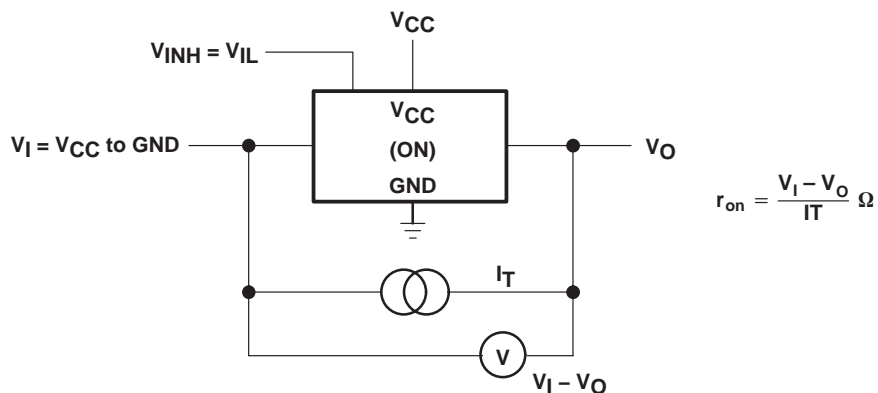 VCC
VINH = VIL
VI = VCC to GND
VCC
(ON)
GND
VO
ron = VI – VO / IT Ω
IT
V
VI – VO